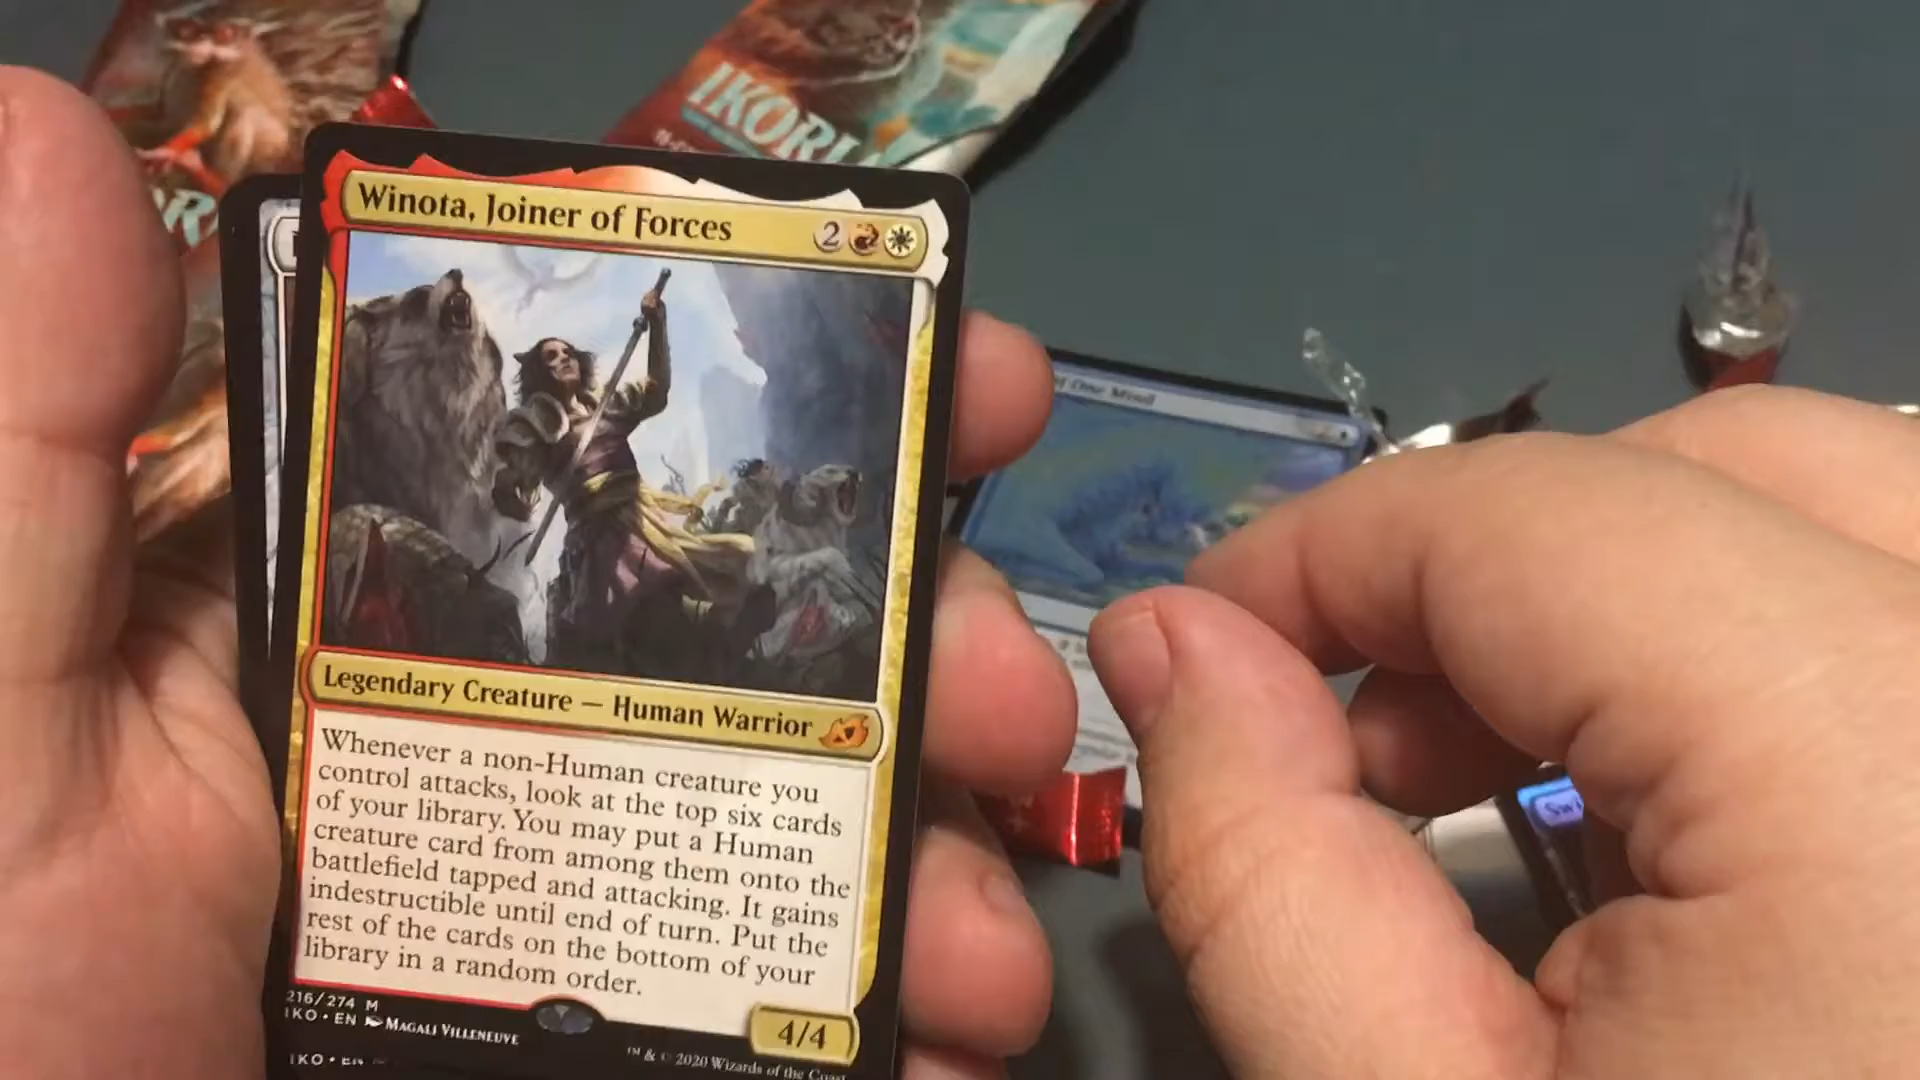 IKORIA
Winota, Joiner of Forces
2
of One Mind
Legendary Creature — Human Warrior
Whenever a non-Human creature you
control attacks, look at the top six cards
of your library. You may put a Human
creature card from among them onto the
battlefield tapped and attacking. It gains
indestructible until end of turn. Put the
rest of the cards on the bottom of your
library in a random order.
216/274 M
IKO • EN MAGALI VILLENEUVE
4/4
™ & © 2020 Wizards of the Coast
IKO • EN
Swi